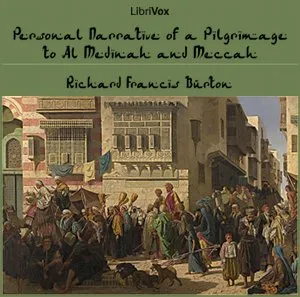 LibriVox
Personal Narrative of a Pilgrimage
to Al Medinah and Meccah
Richard Francis Burton